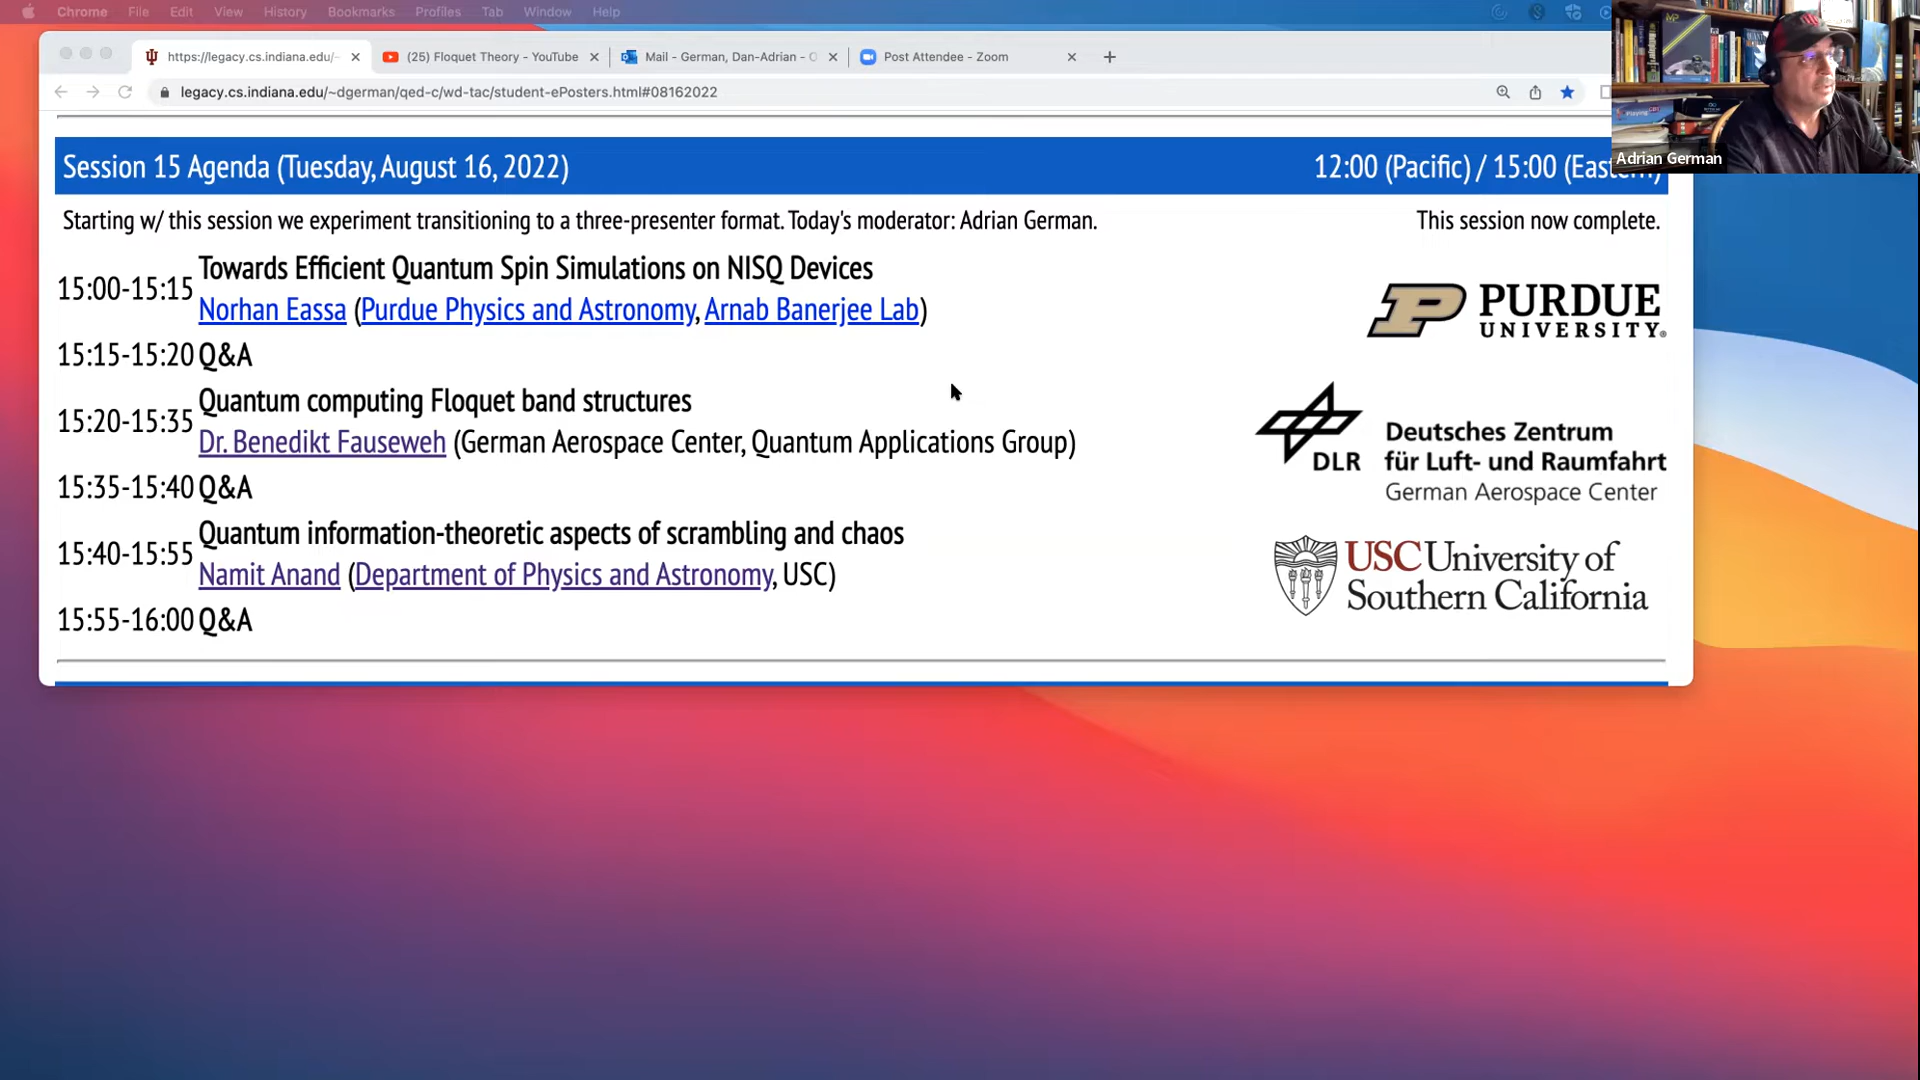 Chrome File Edit View History Bookmarks Profiles Tab Window Help
https://legacy.cs.indiana.edu/~ (25) Floquet Theory - YouTube Mail - German, Dan-Adrian - O Post Attendee - Zoom
legacy.cs.indiana.edu/~dgerman/qed-c/wd-tac/student-ePosters.html#08162022
Adrian German
Session 15 Agenda (Tuesday, August 16, 2022) 12:00 (Pacific) / 15:00 (Eastern)
Starting w/ this session we experiment transitioning to a three-presenter format. Today's moderator: Adrian German. This session now complete.
15:00-15:15 Towards Efficient Quantum Spin Simulations on NISQ Devices
Norhan Eassa (Purdue Physics and Astronomy, Arnab Banerjee Lab)
PURDUE
UNIVERSITY®
15:15-15:20 Q&A
15:20-15:35 Quantum computing Floquet band structures
Dr. Benedikt Fauseweh (German Aerospace Center, Quantum Applications Group)
DLR
Deutsches Zentrum
für Luft- und Raumfahrt
German Aerospace Center
15:35-15:40 Q&A
15:40-15:55 Quantum information-theoretic aspects of scrambling and chaos
Namit Anand (Department of Physics and Astronomy, USC)
USC University of
Southern California
15:55-16:00 Q&A